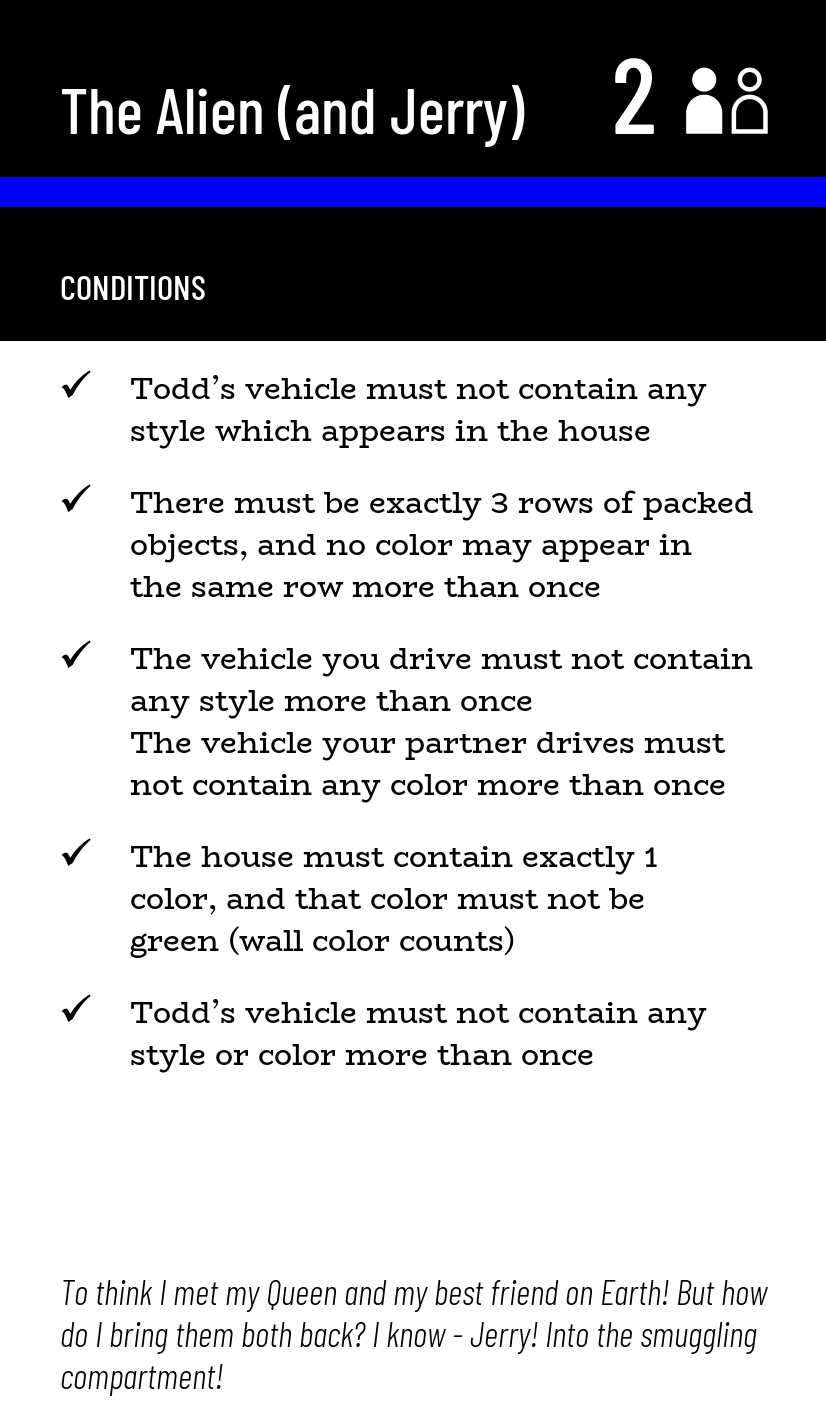 The Alien (and Jerry) 2
CONDITIONS
✓ Todd’s vehicle must not contain any
style which appears in the house
✓ There must be exactly 3 rows of packed
objects, and no color may appear in
the same row more than once
✓ The vehicle you drive must not contain
any style more than once
The vehicle your partner drives must
not contain any color more than once
✓ The house must contain exactly 1
color, and that color must not be
green (wall color counts)
✓ Todd’s vehicle must not contain any
style or color more than once
To think I met my Queen and my best friend on Earth! But how
do I bring them both back? I know - Jerry! Into the smuggling
compartment!